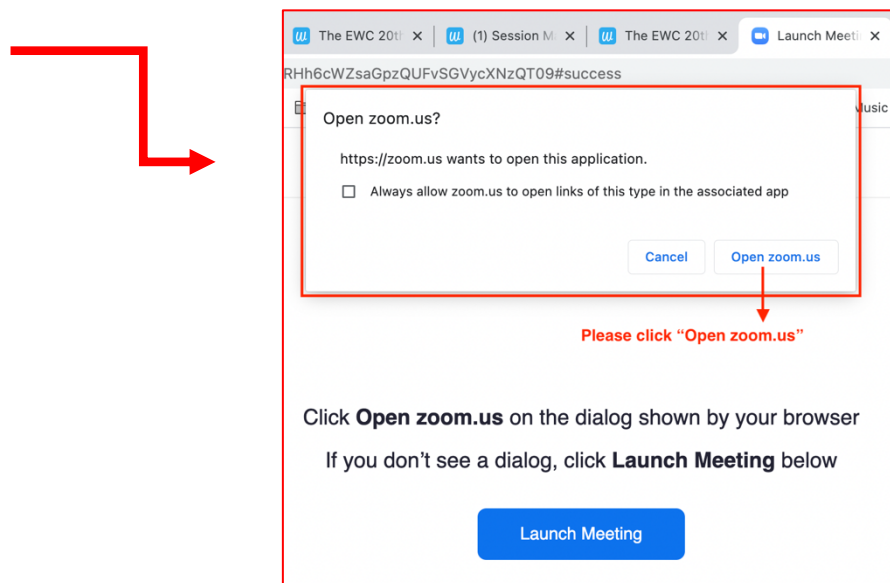 The EWC 20th
(1) Session M
The EWC 20th
Launch Meeti
RHh6cWZsaGpzQUFvSGVycXNzQT09#success
Music
Open zoom.us?
https://zoom.us wants to open this application.
Always allow zoom.us to open links of this type in the associated app
Cancel
Open zoom.us
Please click “Open zoom.us”
Click Open zoom.us on the dialog shown by your browser
If you don’t see a dialog, click Launch Meeting below
Launch Meeting